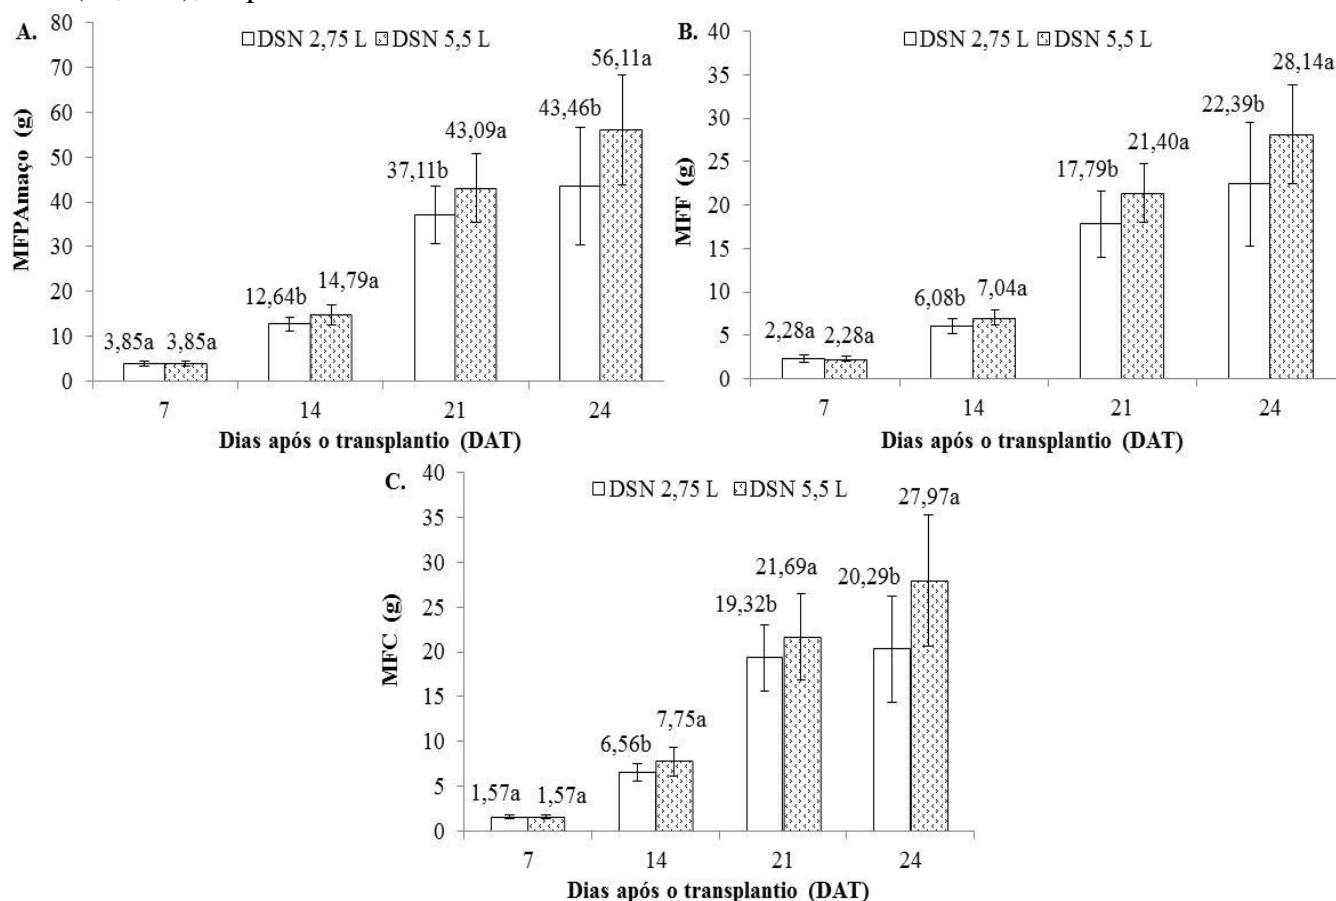 A.
DSN 2,75 L DSN 5,5 L
MFPAmaço (g)
80
70
60
50
40
30
20
10
0
3,85a 3,85a
12,64b 14,79a
37,11b 43,09a
43,46b 56,11a
7 14 21 24
Dias após o transplantio (DAT)
B.
DSN 2,75 L DSN 5,5 L
MFF (g)
40
35
30
25
20
15
10
5
0
2,28a 2,28a
6,08b 7,04a
17,79b 21,40a
22,39b 28,14a
7 14 21 24
Dias após o transplantio (DAT)
C.
DSN 2,75 L DSN 5,5 L
MFC (g)
40
35
30
25
20
15
10
5
0
1,57a 1,57a
6,56b 7,75a
19,32b 21,69a
20,29b 27,97a
7 14 21 24
Dias após o transplantio (DAT)